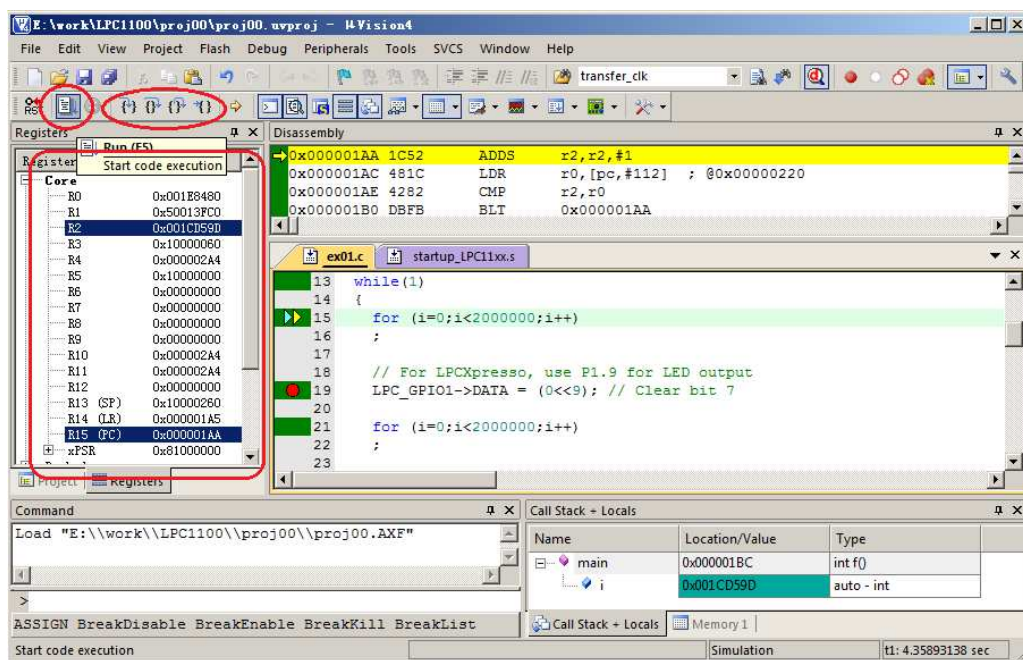 E:\work\LPC1100\proj00\proj00.uvproj - µVision4
File Edit View Project Flash Debug Peripherals Tools SVCS Window Help
transfer_clk
RST
Registers
Disassembly
Run (F5)
Start code execution
Register
Core
R0 0x001E8480
R1 0x50013FC0
R2 0x001CD59D
R3 0x10000060
R4 0x000002A4
R5 0x10000000
R6 0x00000000
R7 0x00000000
R8 0x00000000
R9 0x00000000
R10 0x000002A4
R11 0x000002A4
R12 0x00000000
R13 (SP) 0x10000260
R14 (LR) 0x000001A5
R15 (PC) 0x000001AA
xPSR 0x81000000
Project Registers
0x000001AA 1C52 ADDS r2,r2,#1
0x000001AC 481C LDR r0,[pc,#112] ; @0x00000220
0x000001AE 4282 CMP r2,r0
0x000001B0 DBFB BLT 0x000001AA
ex01.c startup_LPC11xx.s
13 while(1)
14 {
15 for (i=0;i<2000000;i++)
16 ;
17
18 // For LPCXpresso, use P1.9 for LED output
19 LPC_GPIO1->DATA = (0<<9); // Clear bit 7
20
21 for (i=0;i<2000000;i++)
22 ;
23
Command
Load "E:\\work\\LPC1100\\proj00\\proj00.AXF"
>
ASSIGN BreakDisable BreakEnable BreakKill BreakList
Call Stack + Locals
Name Location/Value Type
main 0x000001BC int f()
i 0x001CD59D auto - int
Call Stack + Locals Memory 1
Start code execution Simulation t1: 4.35893138 sec